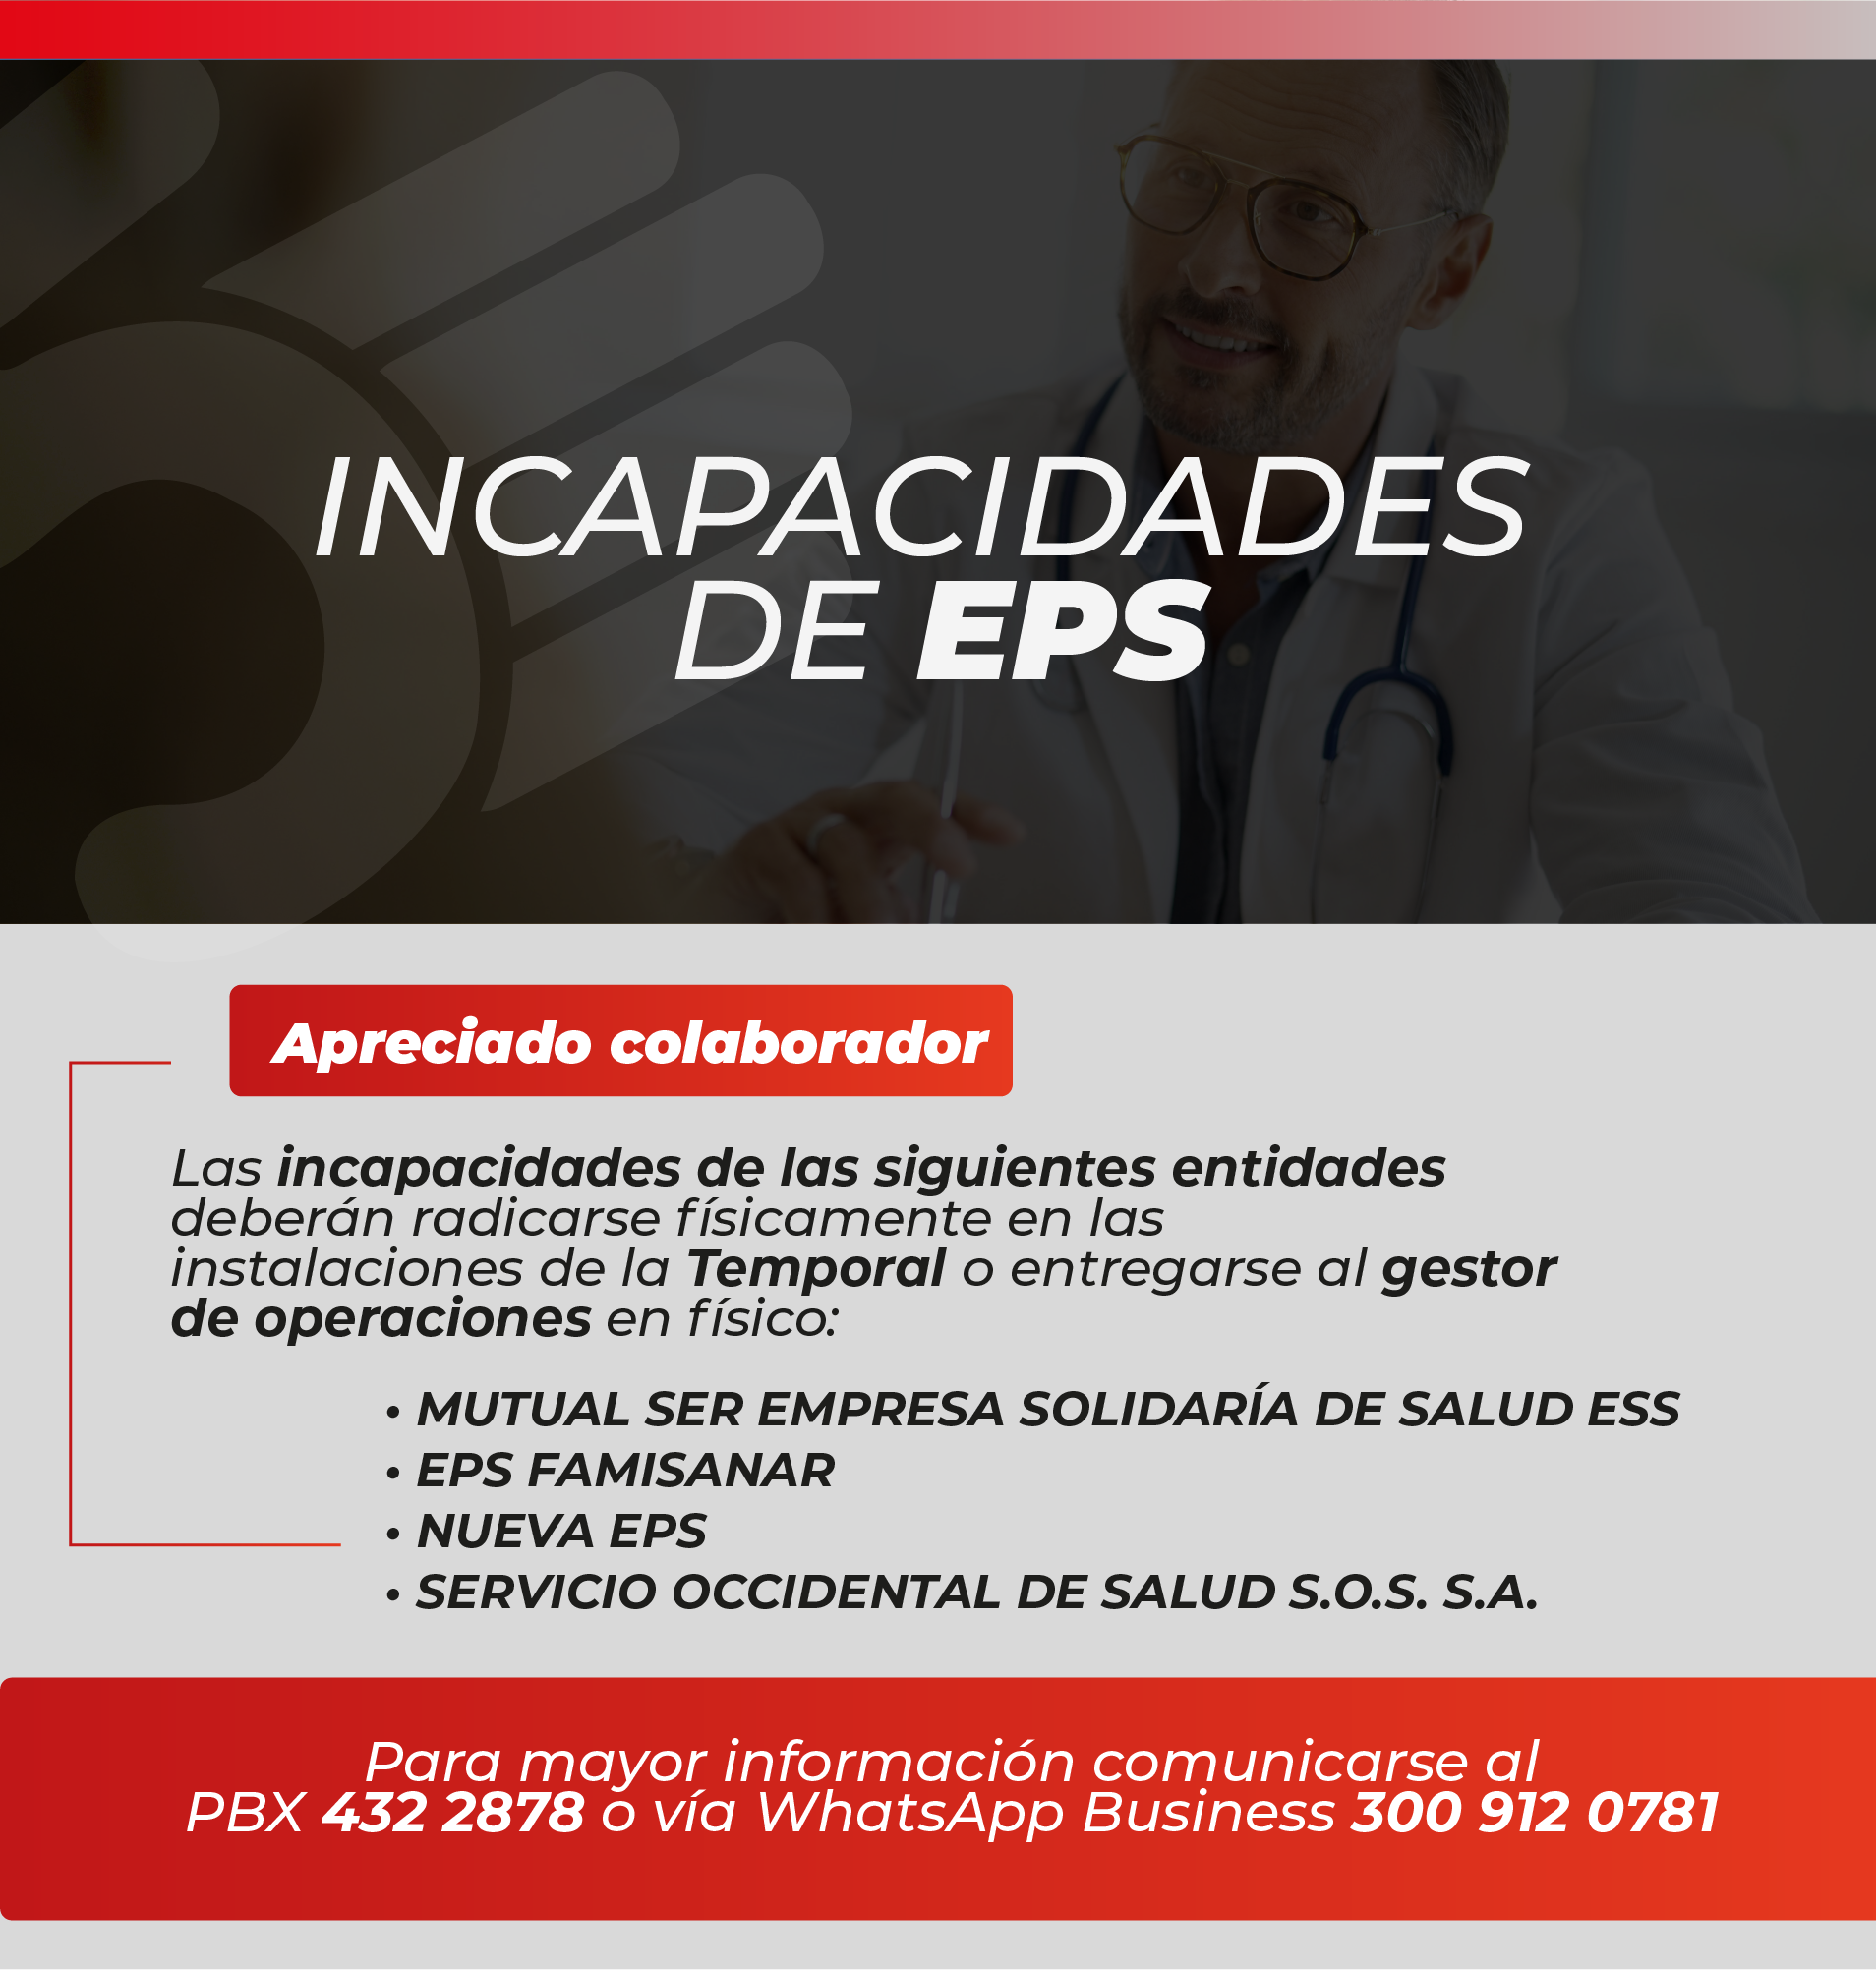 INCAPACIDADES
DE EPS
Apreciado colaborador
Las incapacidades de las siguientes entidades
deberán radicarse físicamente en las
instalaciones de la Temporal o entregarse al gestor
de operaciones en físico:
• MUTUAL SER EMPRESA SOLIDARÍA DE SALUD ESS
• EPS FAMISANAR
• NUEVA EPS
• SERVICIO OCCIDENTAL DE SALUD S.O.S. S.A.
Para mayor información comunicarse al
PBX 432 2878 o vía WhatsApp Business 300 912 0781